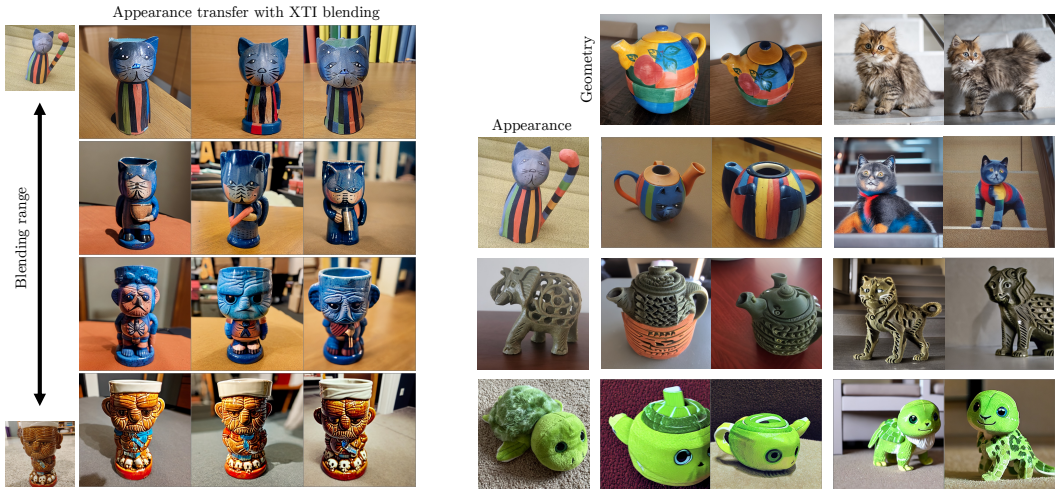 Appearance transfer with XTI blending
Blending range
Geometry
Appearance